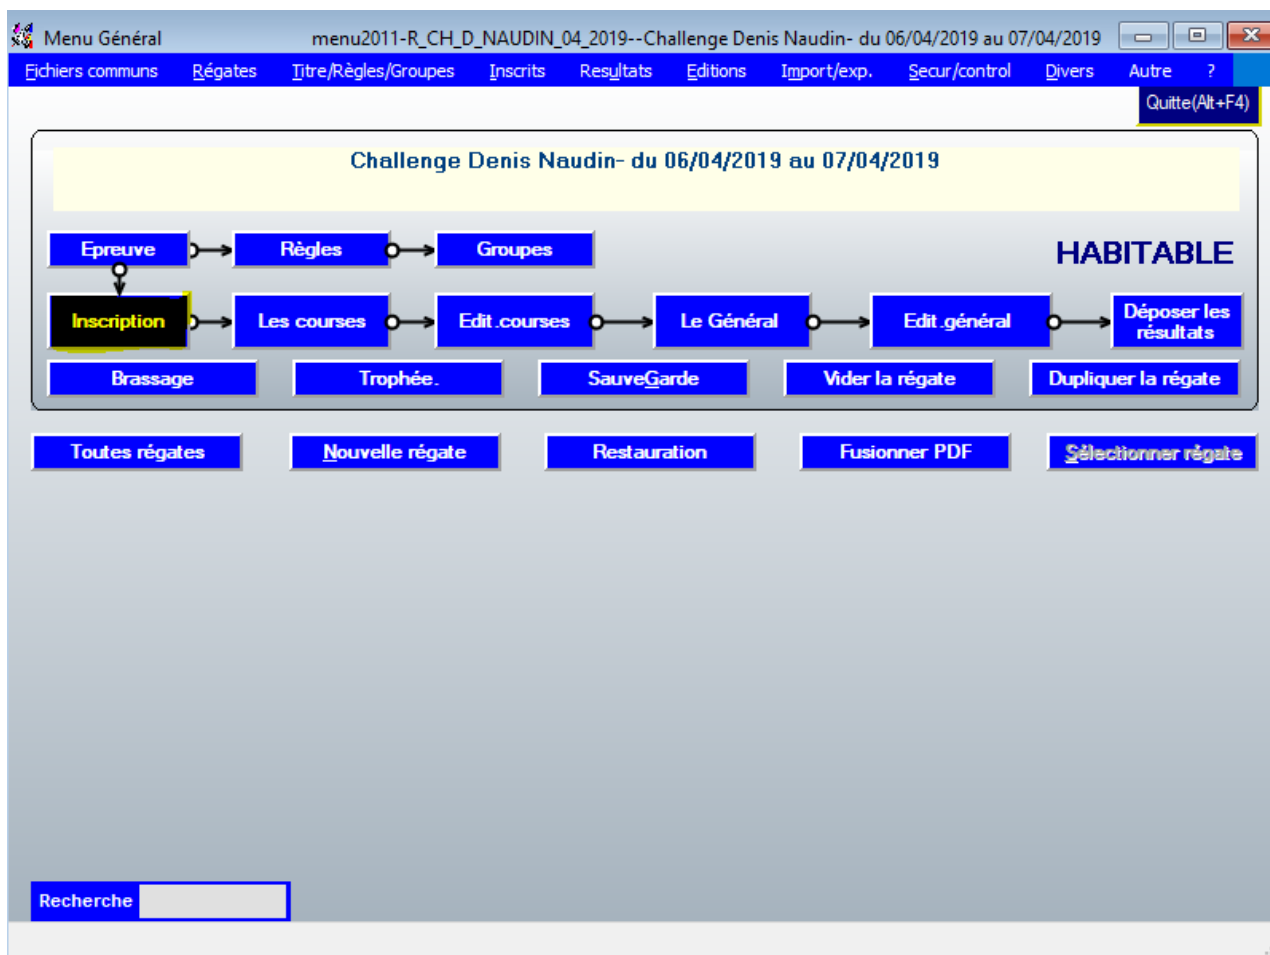 Menu Général menu2011-R_CH_D_NAUDIN_04_2019--Challenge Denis Naudin- du 06/04/2019 au 07/04/2019
Fichiers communs Régates Titre/Règles/Groupes Inscrits Resultats Editions Import/exp. Secur/control Divers Autre ?
Quitte(Alt+F4)
Challenge Denis Naudin- du 06/04/2019 au 07/04/2019
Epreuve Règles Groupes HABITABLE
Inscription Les courses Edit.courses Le Général Edit.général Déposer les
résultats
Brassage Trophée. SauveGarde Vider la régate Dupliquer la régate
Toutes régates Nouvelle régate Restauration Fusionner PDF Sélectionner régate
Recherche